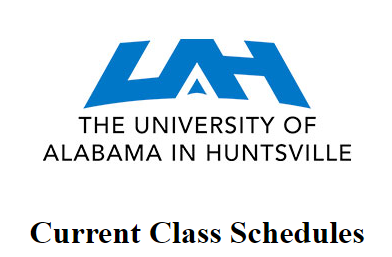 UAH
THE UNIVERSITY OF
ALABAMA IN HUNTSVILLE
Current Class Schedules